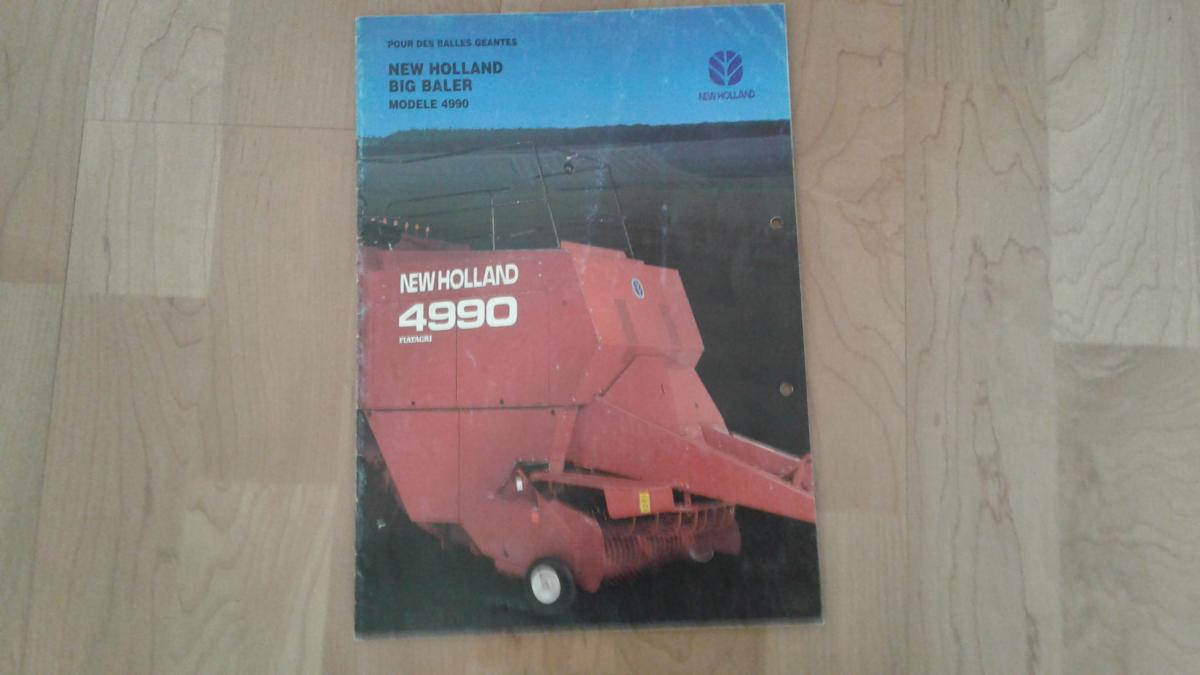 POUR DES BALLES GEANTES
NEW HOLLAND
BIG BALER
MODELE 4990
NEW HOLLAND
NEW HOLLAND
4990
FIATAGRI